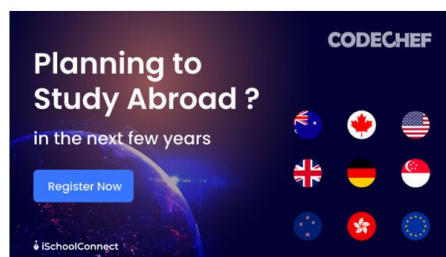 CODECHEF
Planning to
Study Abroad ?
in the next few years
Register Now
iSchoolConnect